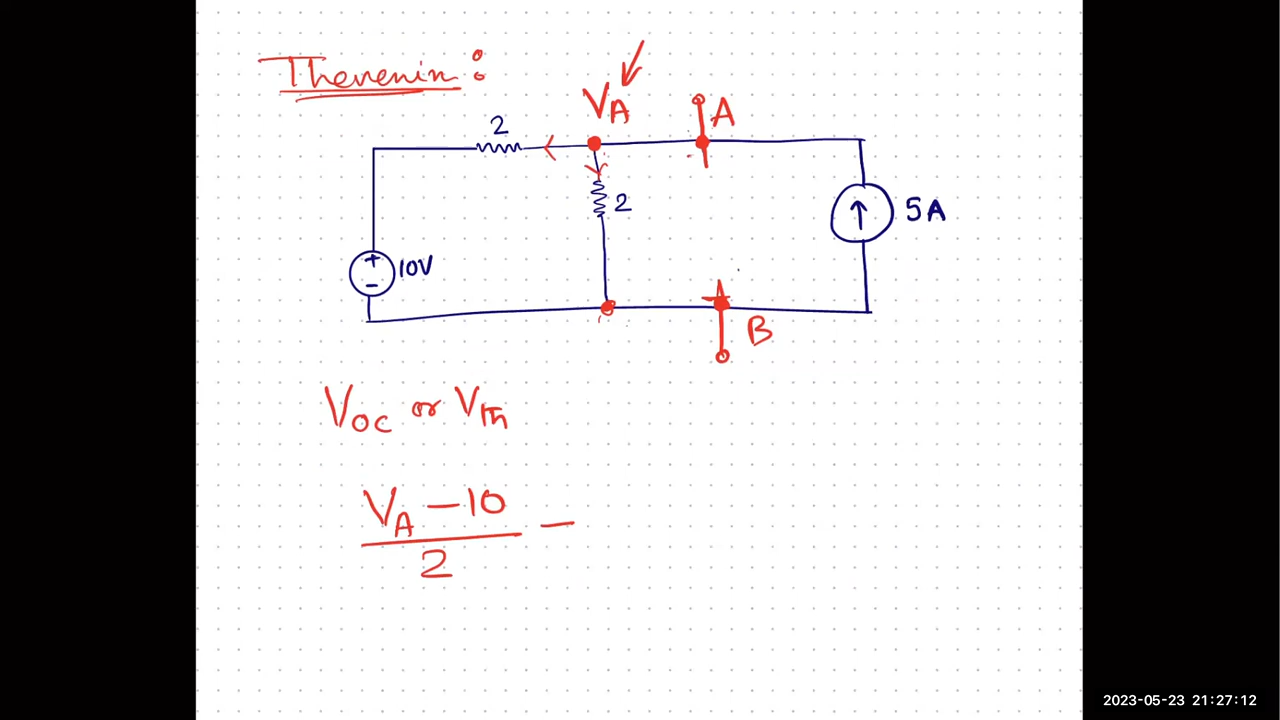 Thevenin :
VA
A
2
2
5A
+
-
10V
B
VOC or Vth
VA - 10 -
2
2023-05-23 21:27:12